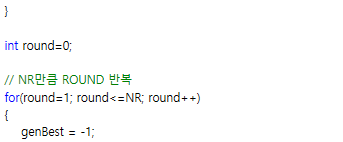 }
int round=0;
// NR만큼 ROUND 반복
for(round=1; round<=NR; round++)
{
genBest = -1;